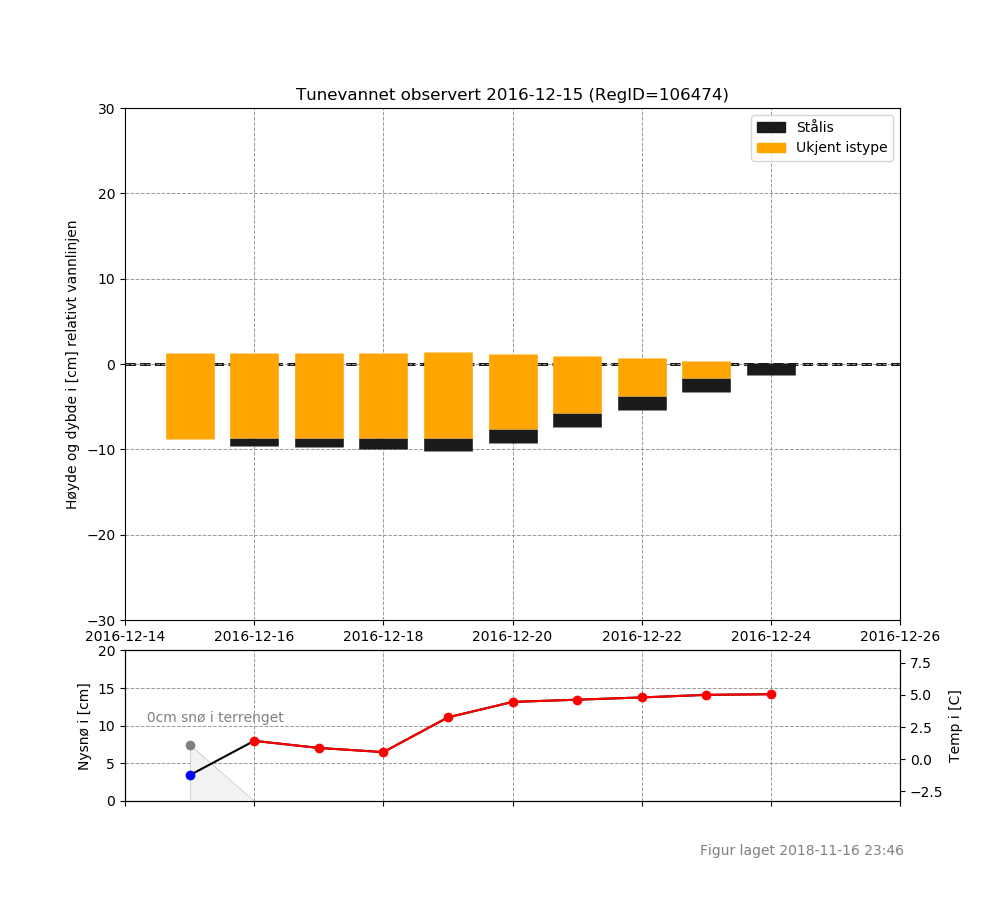 Tunevannet observert 2016-12-15 (RegID=106474)
Stålis
Ukjent istype
Høyde og dybde i [cm] relativt vannlinjen
30
20
10
0
−10
−20
−30
2016-12-14 2016-12-16 2016-12-18 2016-12-20 2016-12-22 2016-12-24 2016-12-26
Nysnø i [cm]
20
15
10
5
0
0cm snø i terrenget
7.5
5.0
2.5
0.0
−2.5
Temp i [C]
Figur laget 2018-11-16 23:46